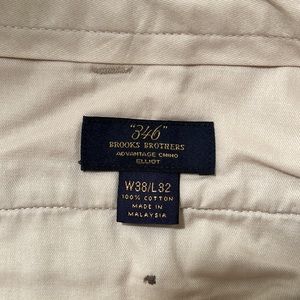 "346"
BROOKS BROTHERS
ADVANTAGE CHINO
ELLIOT
W38/L32
100% COTTON
MADE IN
MALAYSIA